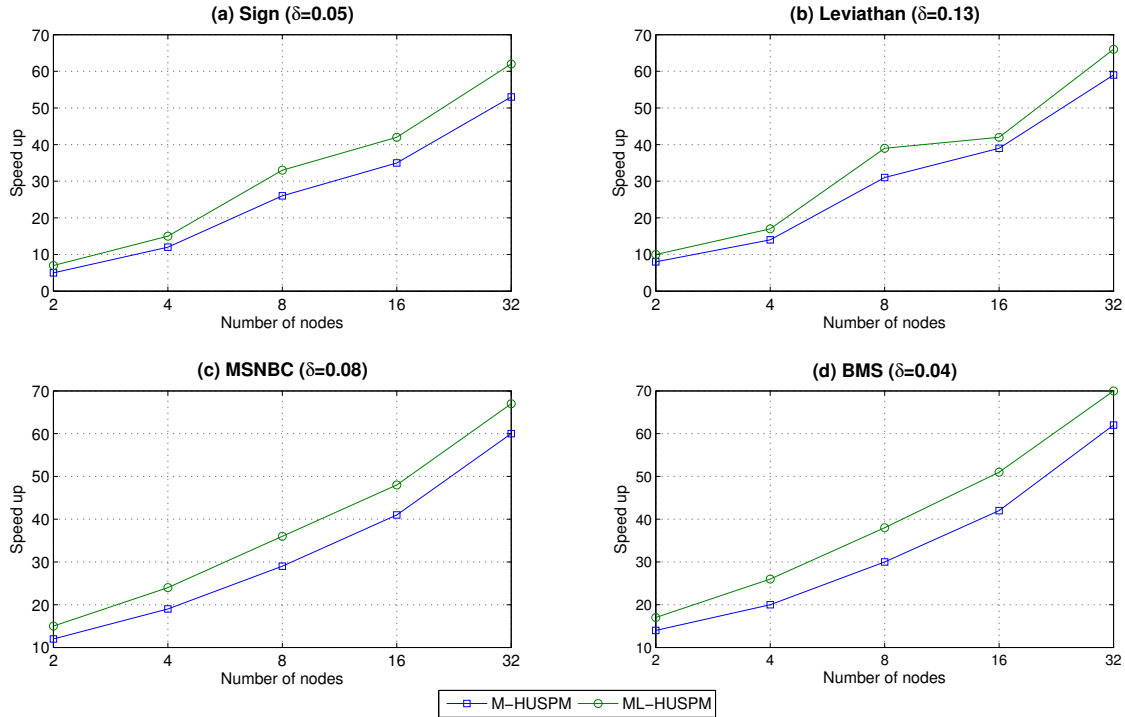 (a) Sign (δ=0.05)
70
60
50
40
30
20
10
0
Speed up
2 4 8 16 32
Number of nodes
(b) Leviathan (δ=0.13)
70
60
50
40
30
20
10
0
Speed up
2 4 8 16 32
Number of nodes
(c) MSNBC (δ=0.08)
70
60
50
40
30
20
10
Speed up
2 4 8 16 32
Number of nodes
(d) BMS (δ=0.04)
70
60
50
40
30
20
10
Speed up
2 4 8 16 32
Number of nodes
M-HUSPM ML-HUSPM